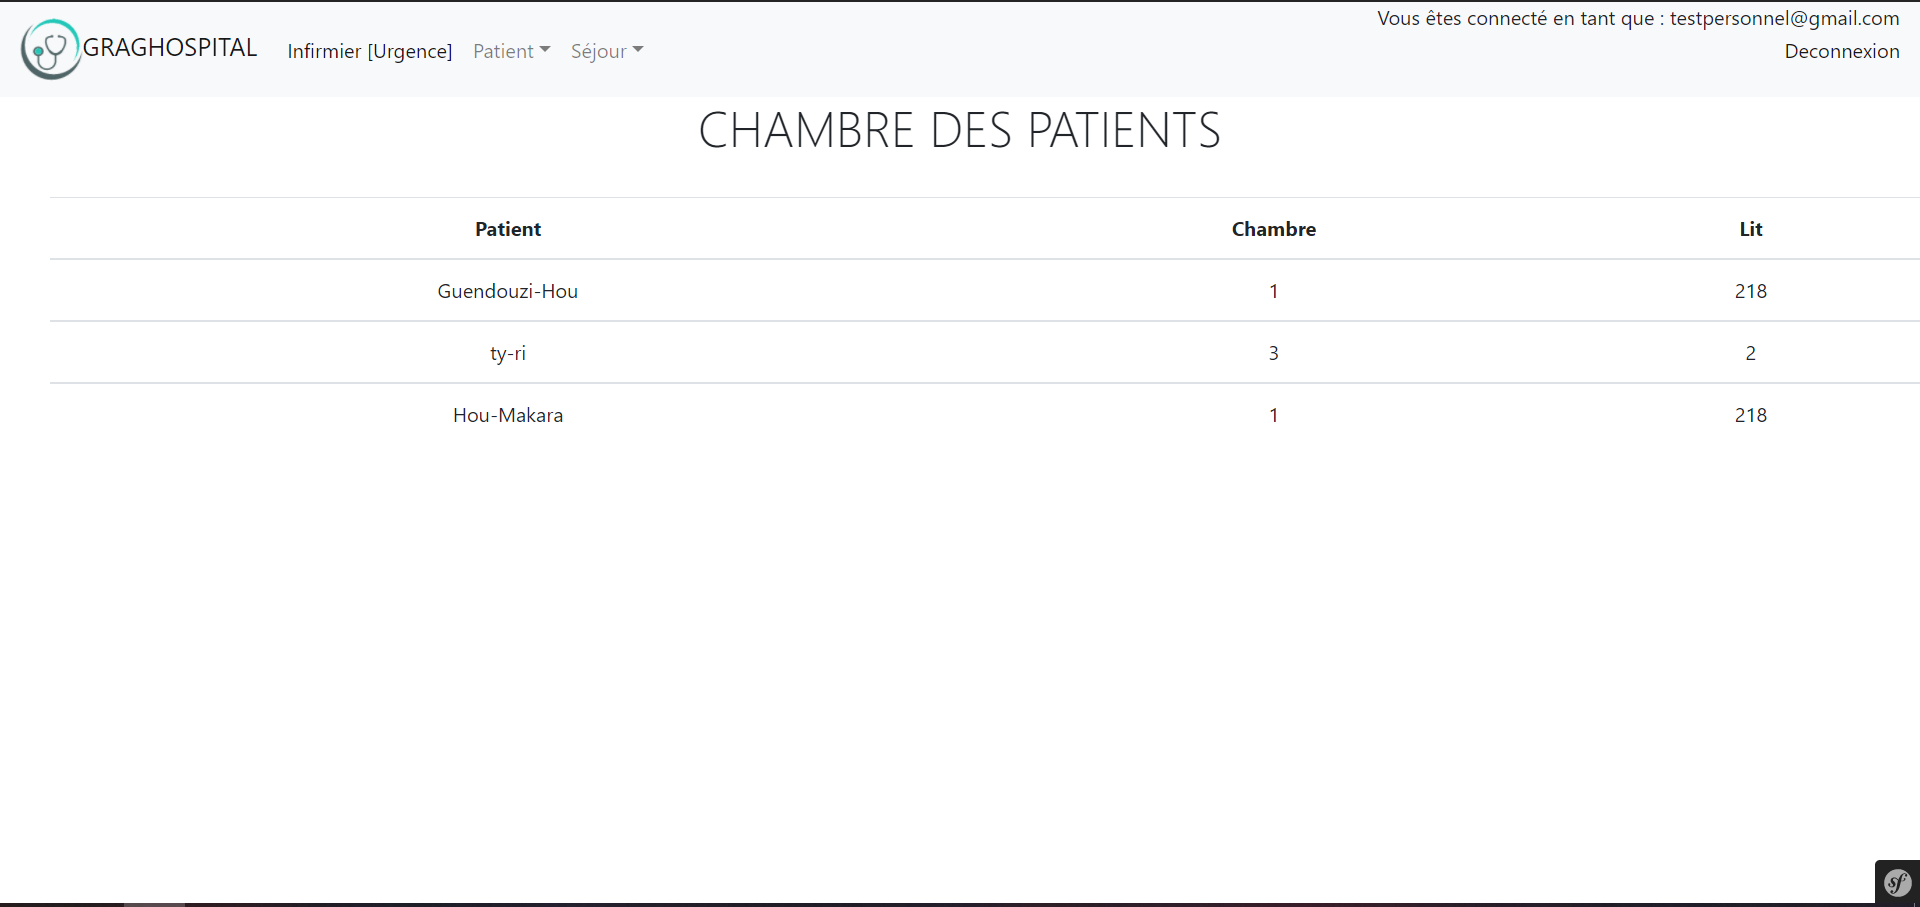 Vous êtes connecté en tant que : testpersonnel@gmail.com
GRAGHOSPITAL Infirmier [Urgence] Patient Séjour Deconnexion
CHAMBRE DES PATIENTS
Patient Chambre Lit
Guendouzi-Hou 1 218
ty-ri 3 2
Hou-Makara 1 218
sf